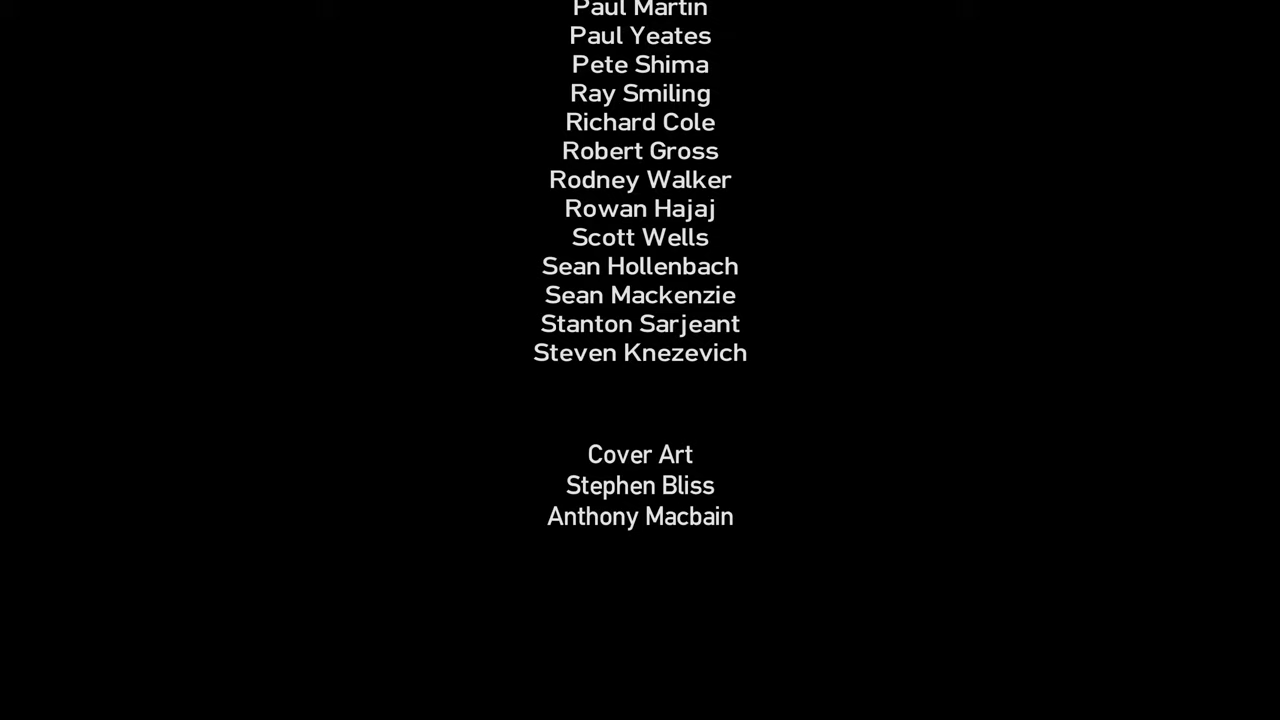 Paul Martin
Paul Yeates
Pete Shima
Ray Smiling
Richard Cole
Robert Gross
Rodney Walker
Rowan Hajaj
Scott Wells
Sean Hollenbach
Sean Mackenzie
Stanton Sarjeant
Steven Knezevich
Cover Art
Stephen Bliss
Anthony Macbain